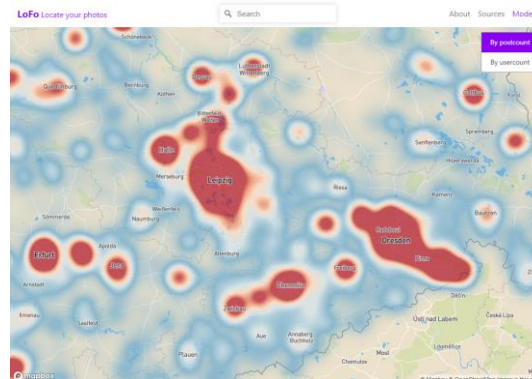 LoFo Locate your photos
Search
About Sources Mode
By postcount
By usercount
Schönebeck
Quedlinburg
Bernburg
Köthen
Dessau
Lutherstadt
Wittenberg
Bitterfeld-
Wolfen
Cottbus
Spremberg
Halle
Senftenberg
Hoyerswerda
Merseburg
Leipzig
Riesa
Kamenz
Weißenfels
Naumburg
Sömmerda
Radebeul
Dresden
Bautzen
Erfurt
Apolda
Jena
Altenburg
Pirna
Freiberg
Arnstadt
Chemnitz
Zwickau
Děčín
Ilmenau
Saalfeld
Ústí nad Labem
Česká Lípa
Aue
Annaberg
Buchholz
Litoměřice
Most
Plauen
Chomutov
mapbox